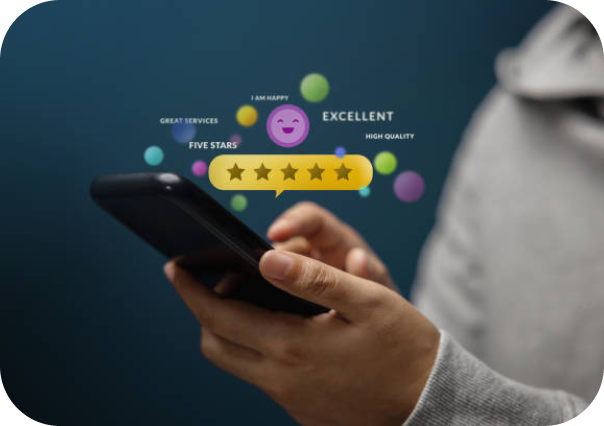 I AM HAPPY
EXCELLENT
GREAT SERVICES
HIGH QUALITY
FIVE STARS